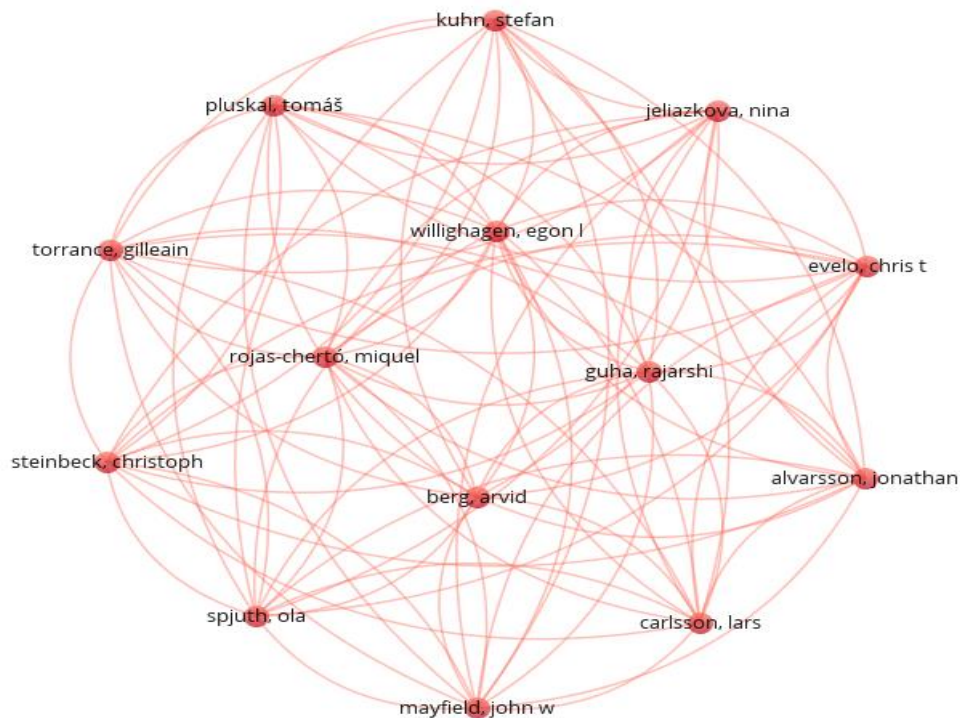 kuhn, stefan
pluskal, tomáš
jeliazkova, nina
willighagen, egon l
torrance, gilleain
evelo, chris t
rojas-chertó, miquel
guha, rajarshi
steinbeck, christoph
alvarsson, jonathan
berg, arvid
spjuth, ola
carlsson, lars
mayfield, john w